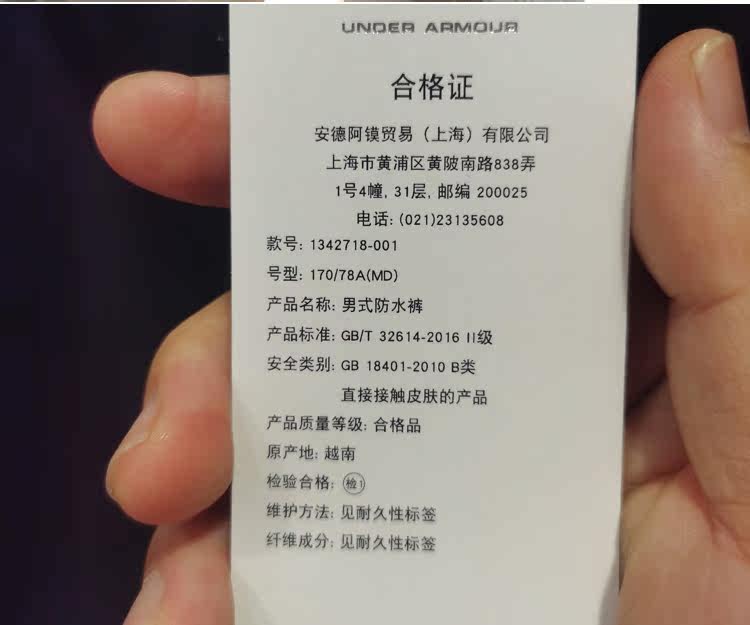 UNDER ARMOUR
合格证
安德阿镆贸易（上海）有限公司
上海市黄浦区黄陂南路838弄
1号4幢, 31层, 邮编 200025
电话: (021)23135608
款号: 1342718-001
号型: 170/78A(MD)
产品名称: 男式防水裤
产品标准: GB/T 32614-2016 II级
安全类别: GB 18401-2010 B类
直接接触皮肤的产品
产品质量等级: 合格品
原产地: 越南
检验合格: 检1
维护方法: 见耐久性标签
纤维成分: 见耐久性标签